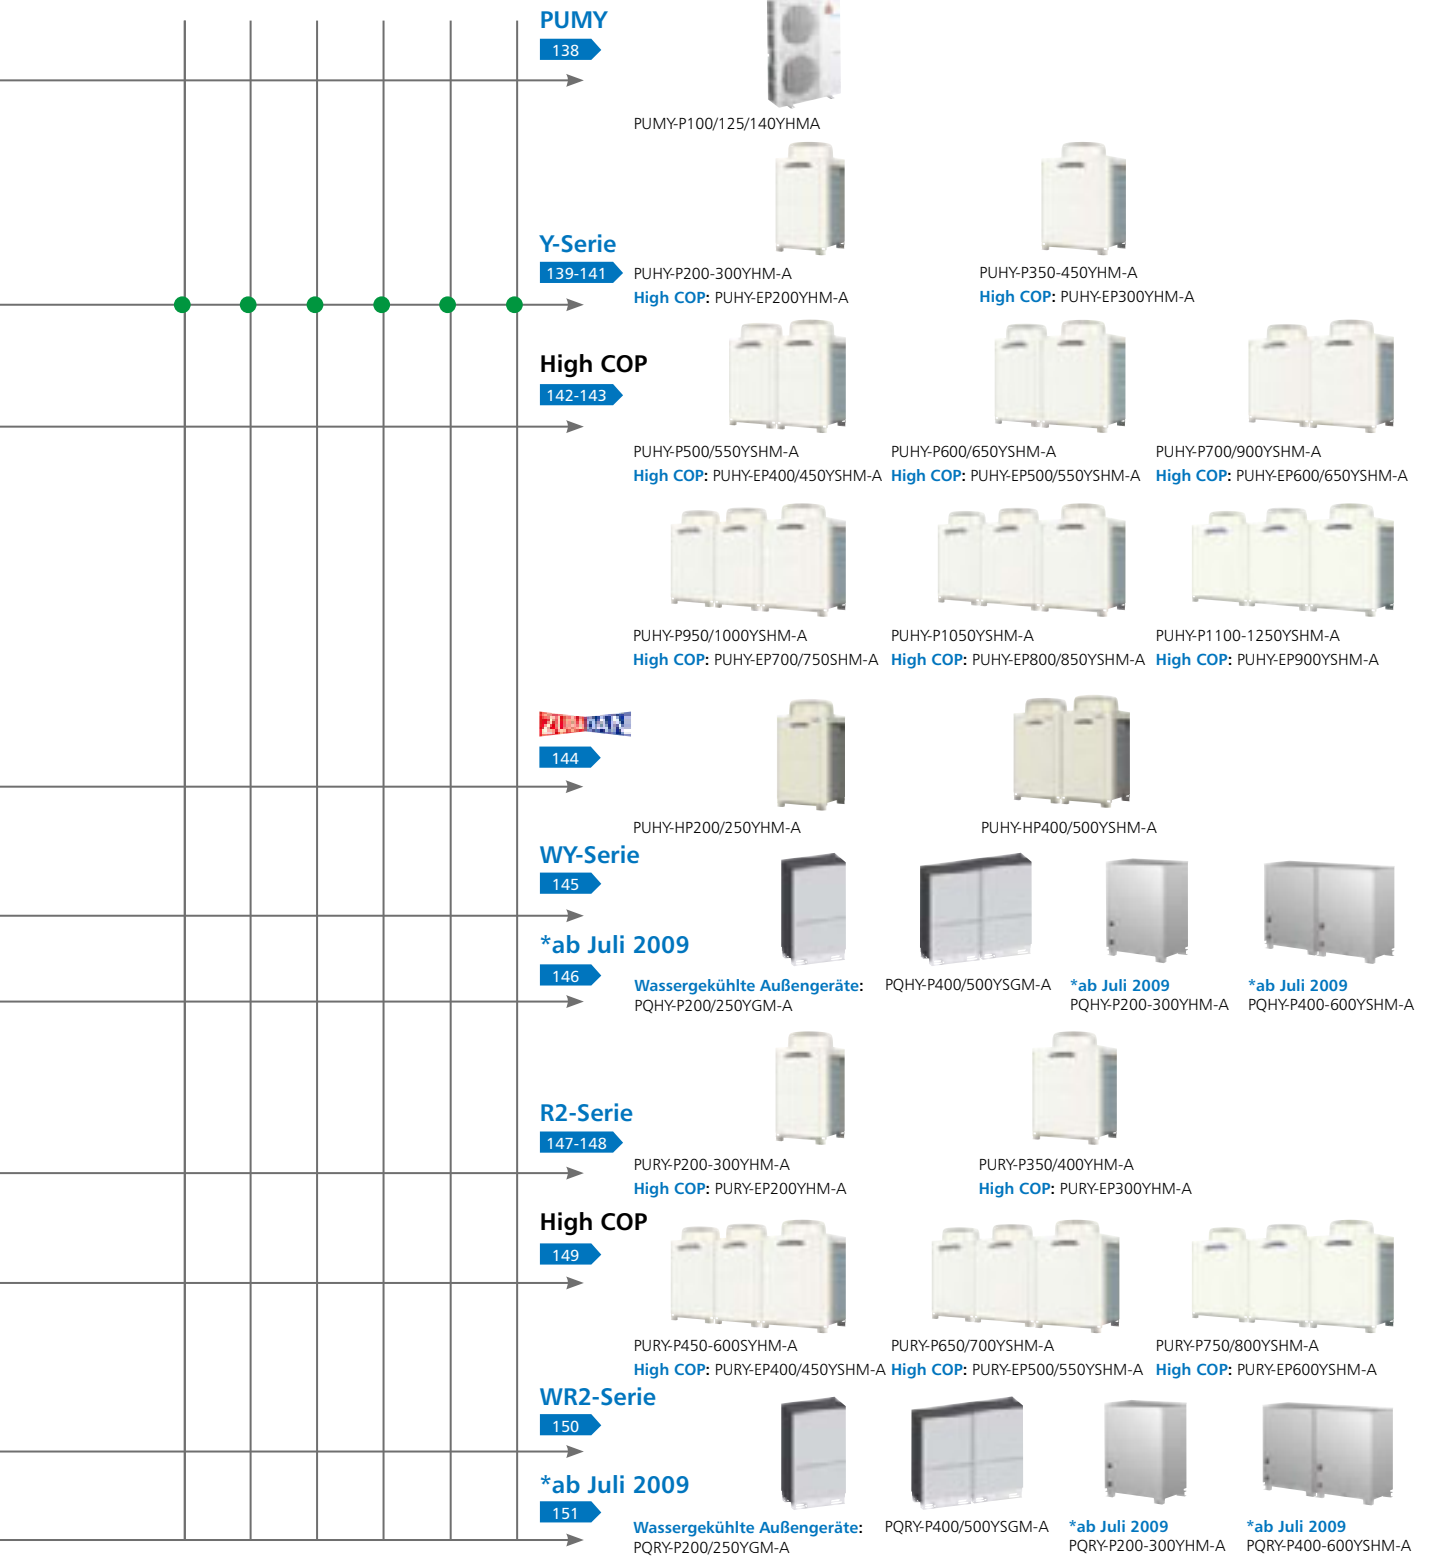 PUMY
138
PUMY-P100/125/140YHMA
Y-Serie
139-141
PUHY-P200-300YHM-A
High COP: PUHY-EP200YHM-A
PUHY-P350-450YHM-A
High COP: PUHY-EP300YHM-A
High COP
142-143
PUHY-P500/550YSHM-A
High COP: PUHY-EP400/450YSHM-A
PUHY-P600/650YSHM-A
High COP: PUHY-EP500/550YSHM-A
PUHY-P700/900YSHM-A
High COP: PUHY-EP600/650YSHM-A
PUHY-P950/1000YSHM-A
High COP: PUHY-EP700/750SHM-A
PUHY-P1050YSHM-A
High COP: PUHY-EP800/850YSHM-A
PUHY-P1100-1250YSHM-A
High COP: PUHY-EP900YSHM-A
ZUBADAN
144
PUHY-HP200/250YHM-A
PUHY-HP400/500YSHM-A
WY-Serie
145
*ab Juli 2009
146
Wassergekühlte Außengeräte:
PQHY-P200/250YGM-A
PQHY-P400/500YSGM-A
*ab Juli 2009
PQHY-P200-300YHM-A
*ab Juli 2009
PQHY-P400-600YSHM-A
R2-Serie
147-148
PURY-P200-300YHM-A
High COP: PURY-EP200YHM-A
PURY-P350/400YHM-A
High COP: PURY-EP300YHM-A
High COP
149
PURY-P450-600SYHM-A
High COP: PURY-EP400/450YSHM-A
PURY-P650/700YSHM-A
High COP: PURY-EP500/550YSHM-A
PURY-P750/800YSHM-A
High COP: PURY-EP600YSHM-A
WR2-Serie
150
*ab Juli 2009
151
Wassergekühlte Außengeräte:
PQRY-P200/250YGM-A
PQRY-P400/500YSGM-A
*ab Juli 2009
PQRY-P200-300YHM-A
*ab Juli 2009
PQRY-P400-600YSHM-A